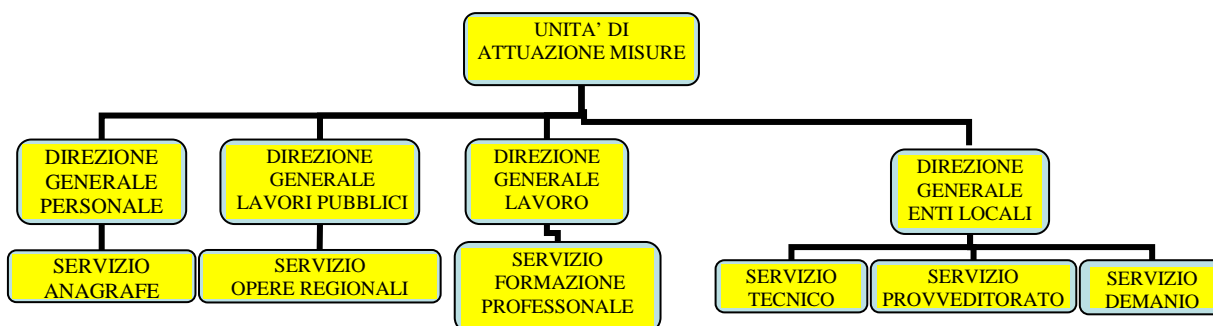 UNITA’ DI
ATTUAZIONE MISURE
DIREZIONE
GENERALE
PERSONALE
DIREZIONE
GENERALE
LAVORI PUBBLICI
DIREZIONE
GENERALE
LAVORO
DIREZIONE
GENERALE
ENTI LOCALI
SERVIZIO
ANAGRAFE
SERVIZIO
OPERE REGIONALI
SERVIZIO
FORMAZIONE
PROFESSONALE
SERVIZIO
TECNICO
SERVIZIO
PROVVEDITORATO
SERVIZIO
DEMANIO